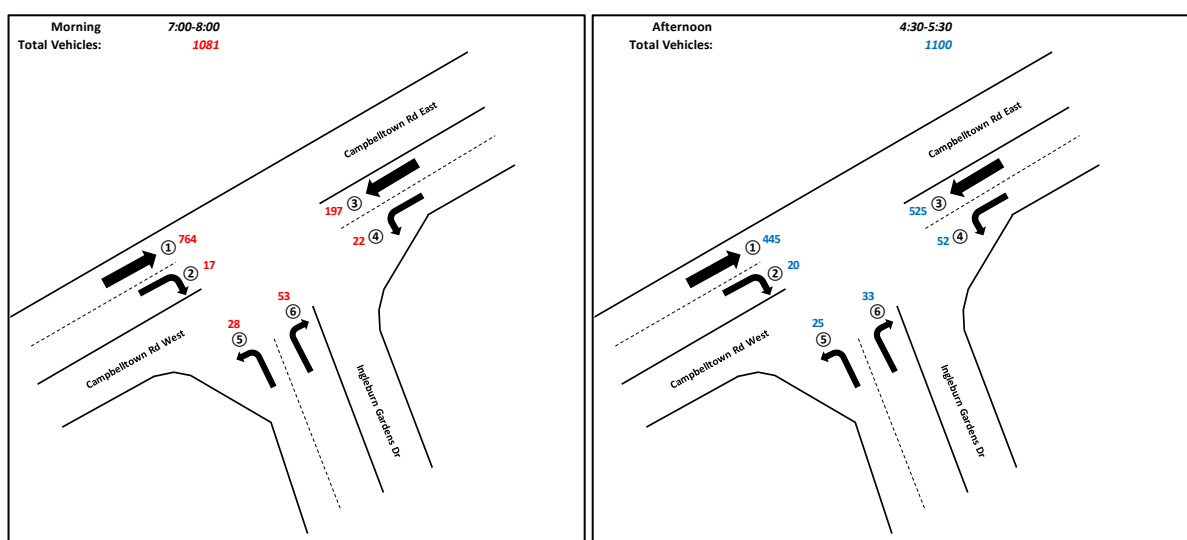 Morning 7:00-8:00
Total Vehicles: 1081
Campbelltown Rd East
197 ③
22 ④
① 764
② 17
53
⑥
28
⑤
Campbelltown Rd West
Ingleburn Gardens Dr
Afternoon 4:30-5:30
Total Vehicles: 1100
Campbelltown Rd East
525 ③
52 ④
① 445
② 20
33
⑥
25
⑤
Campbelltown Rd West
Ingleburn Gardens Dr